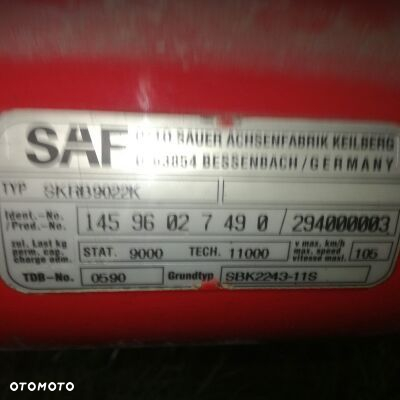 SAF OTTO SAUER ACHSENFABRIK KEILBERG
D-63854 BESSENBACH/GERMANY
TYP SKRB9022K
Ident.-No. /Prod.-No. 145 96 02 7 49 0 / 294000003
zul. Last kg perm. cap. charge adm. STAT. 9000 TECH. 11000 v max. km/h max. speed vitesse maxi. 105
TDB-No. 0590 Grundtyp SBK2243-11S
OTOMOTO